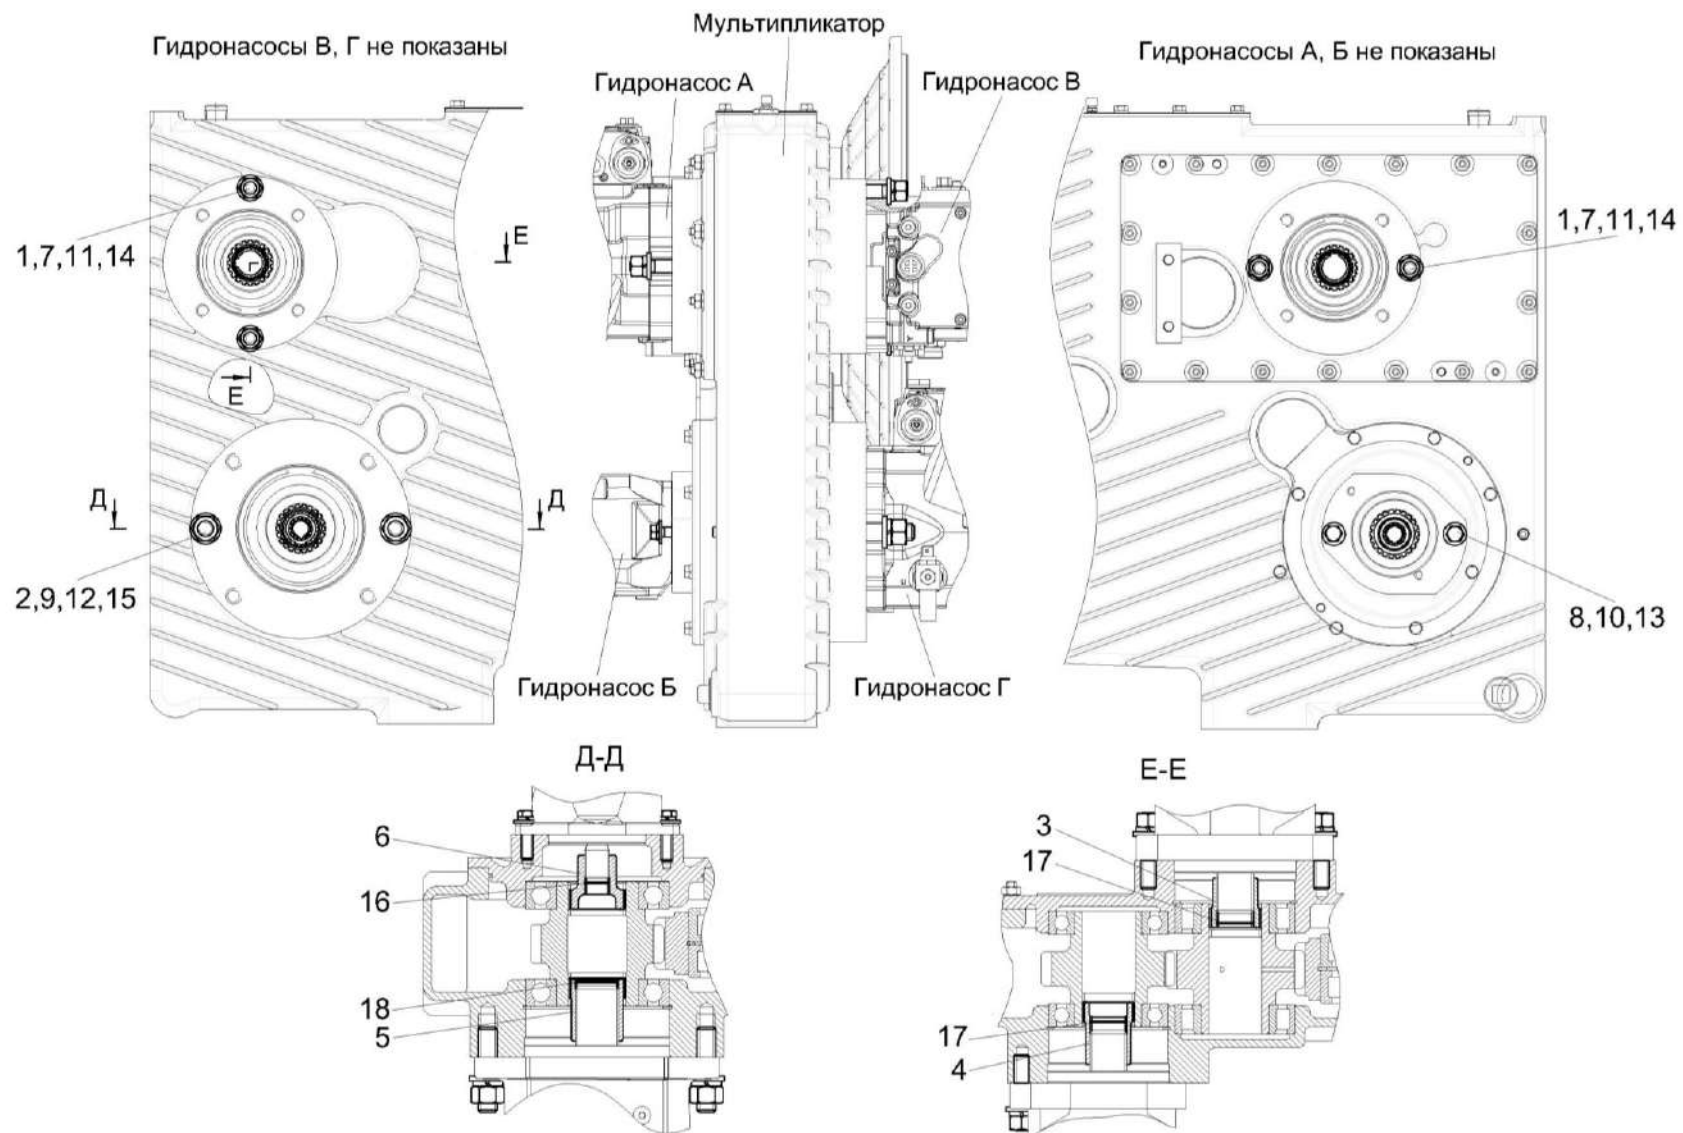 Мультипликатор
Гидронасосы В, Г не показаны
Гидронасосы А, Б не показаны
Гидронасос А
Гидронасос В
1,7,11,14
Е
Е
1,7,11,14
Д
Д
2,9,12,15
8,10,13
Гидронасос Б
Гидронасос Г
Д-Д
Е-Е
6
16
18
5
3
17
17
4